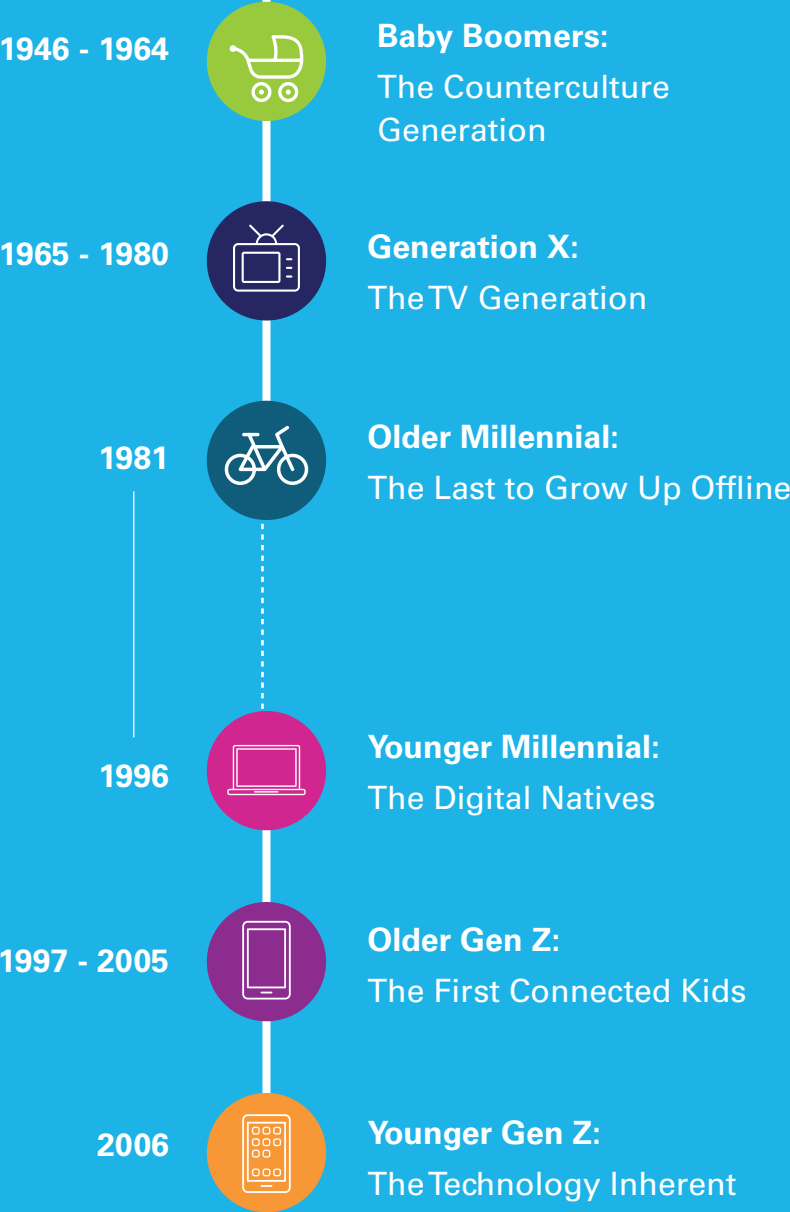 1946 - 1964
Baby Boomers:
The Counterculture
Generation
1965 - 1980
Generation X:
The TV Generation
1981
Older Millennial:
The Last to Grow Up Offline
1996
Younger Millennial:
The Digital Natives
1997 - 2005
Older Gen Z:
The First Connected Kids
2006
Younger Gen Z:
The Technology Inherent